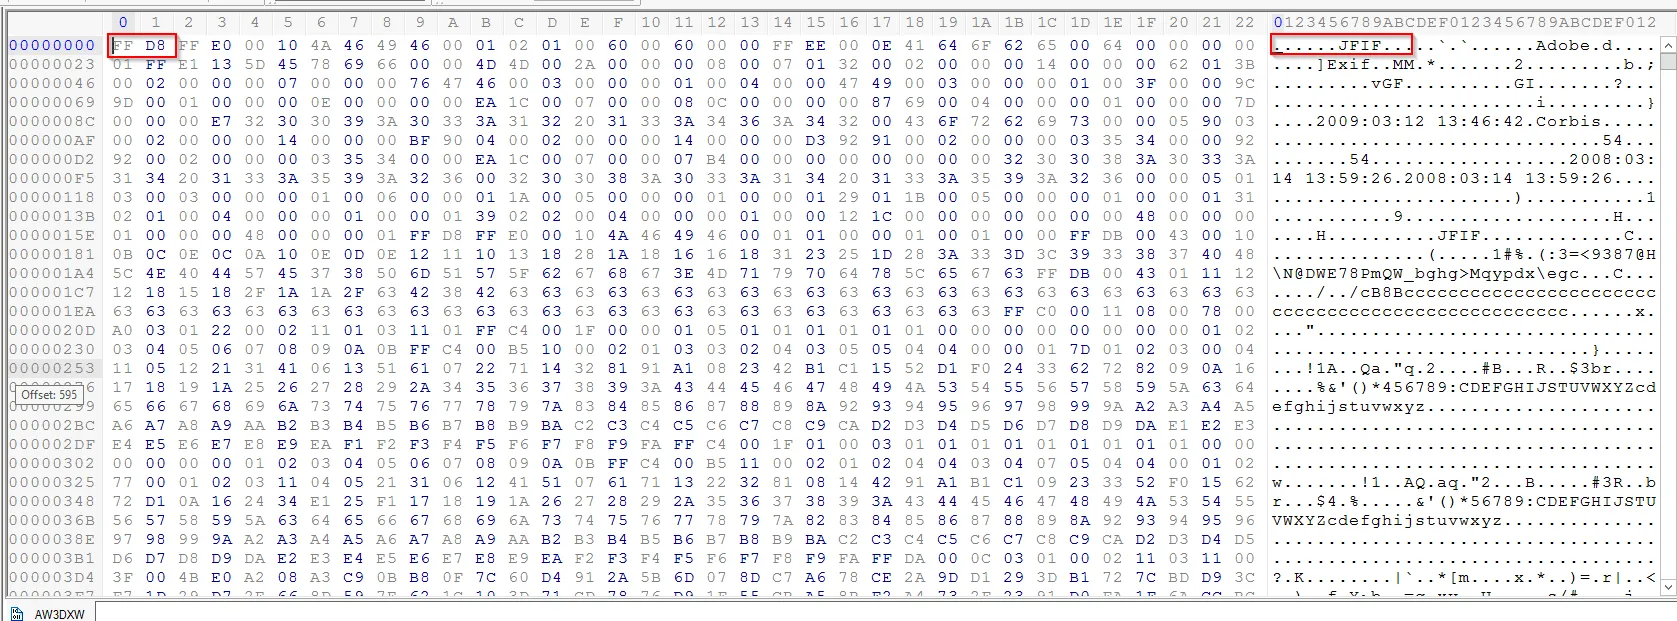 0 1 2 3 4 5 6 7 8 9 A B C D E F 10 11 12 13 14 15 16 17 18 19 1A 1B 1C 1D 1E 1F 20 21 22 0123456789ABCDEF0123456789ABCDEF012
00000000 FF D8 FF E0 00 10 4A 46 49 46 00 01 02 01 00 60 00 60 00 00 FF EE 00 0E 41 64 6F 62 65 00 64 00 00 00 00 ......JFIF.....`.`......Adobe.d....
00000023 01 FF E1 13 5D 45 78 69 66 00 00 4D 4D 00 2A 00 00 00 08 00 07 01 32 00 02 00 00 00 14 00 00 00 62 01 3B ....]Exif..MM.*.......2.........b.;
00000046 00 02 00 00 00 07 00 00 00 76 47 46 00 03 00 00 00 01 00 04 00 00 47 49 00 03 00 00 00 01 00 3F 00 00 9C .........vGF..........GI.......?...
00000069 9D 00 01 00 00 00 0E 00 00 00 00 EA 1C 00 07 00 00 08 0C 00 00 00 00 87 69 00 04 00 00 00 01 00 00 00 7D ........................i.........}
0000008C 00 00 00 E7 32 30 30 39 3A 30 33 3A 31 32 20 31 33 3A 34 36 3A 34 32 00 43 6F 72 62 69 73 00 00 05 90 03 ....2009:03:12 13:46:42.Corbis.....
000000AF 00 02 00 00 00 14 00 00 00 BF 90 04 00 02 00 00 00 14 00 00 00 D3 92 91 00 02 00 00 00 03 35 34 00 00 92 ..............................54...
000000D2 92 00 02 00 00 00 03 35 34 00 00 00 EA 1C 00 07 00 00 07 B4 00 00 00 00 00 00 00 00 32 30 30 38 3A 30 33 3A .......54...................2008:03:
000000F5 31 34 20 31 33 3A 35 39 3A 32 36 00 32 30 30 38 3A 30 33 3A 31 34 20 31 33 3A 35 39 3A 32 36 00 00 05 01 14 13:59:26.2008:03:14 13:59:26....
00000118 03 00 03 00 00 00 01 00 06 00 00 01 1A 00 05 00 00 00 01 00 00 01 29 01 1B 00 05 00 00 00 01 00 00 01 31 ......................)...........1
0000013B 02 01 00 04 00 00 00 01 00 00 01 39 02 02 00 04 00 00 00 01 00 00 12 1C 00 00 00 00 00 00 00 48 00 00 00 ...........9...................H...
0000015E 01 00 00 00 48 00 00 00 01 FF D8 FF E0 00 10 4A 46 49 46 00 01 01 00 00 01 00 01 00 00 FF DB 00 43 00 10 ....H..........JFIF.............C..
00000181 0B 0C 0E 0C 0A 10 0E 0D 0E 12 11 10 13 18 28 1A 18 16 16 18 31 23 25 1D 28 3A 33 3D 3C 39 33 38 37 40 48 ..............(.....1#%.(:3=<9387@H
000001A4 5C 4E 40 44 57 45 37 38 50 6D 51 57 5F 62 67 68 67 3E 4D 71 79 70 64 78 5C 65 67 63 FF DB 00 43 01 11 12 \N@DWE78PmQW_bghg>Mqypdx\egc...C...
000001C7 12 18 15 18 2F 1A 1A 2F 63 42 38 42 63 63 63 63 63 63 63 63 63 63 63 63 63 63 63 63 63 63 63 63 63 63 63 ..../../cB8Bccccccccccccccccccccccc
000001EA 63 63 63 63 63 63 63 63 63 63 63 63 63 63 63 63 63 63 63 63 63 63 63 63 63 63 63 FF C0 00 11 08 00 78 00 ccccccccccccccccccccccccccc......x.
0000020D A0 03 01 22 00 02 11 01 03 11 01 FF C4 00 1F 00 00 01 05 01 01 01 01 01 01 00 00 00 00 00 00 00 00 01 02 ..."...............................
00000230 03 04 05 06 07 08 09 0A 0B FF C4 00 B5 10 00 02 01 03 03 02 04 03 05 05 04 04 00 00 01 7D 01 02 03 00 04 .............................}.....
00000253 11 05 12 21 31 41 06 13 51 61 07 22 71 14 32 81 91 A1 08 23 42 B1 C1 15 52 D1 F0 24 33 62 72 82 09 0A 16 ...!1A..Qa."q.2....#B...R..$3br....
17 18 19 1A 25 26 27 28 29 2A 34 35 36 37 38 39 3A 43 44 45 46 47 48 49 4A 53 54 55 56 57 58 59 5A 63 64 ....%&'()*456789:CDEFGHIJSTUVWXYZcd
Offset: 595
65 66 67 68 69 6A 73 74 75 76 77 78 79 7A 83 84 85 86 87 88 89 8A 92 93 94 95 96 97 98 99 9A A2 A3 A4 A5 efghijstuvwxyz.....................
000002BC A6 A7 A8 A9 AA B2 B3 B4 B5 B6 B7 B8 B9 BA C2 C3 C4 C5 C6 C7 C8 C9 CA D2 D3 D4 D5 D6 D7 D8 D9 DA E1 E2 E3 ...................................
000002DF E4 E5 E6 E7 E8 E9 EA F1 F2 F3 F4 F5 F6 F7 F8 F9 FA FF C4 00 1F 01 00 03 01 01 01 01 01 01 01 01 01 00 00 ...................................
00000302 00 00 00 00 01 02 03 04 05 06 07 08 09 0A 0B FF C4 00 B5 11 00 02 01 02 04 04 03 04 07 05 04 04 00 01 02 ...................................
00000325 77 00 01 02 03 11 04 05 21 31 06 12 41 51 07 61 71 13 22 32 81 08 14 42 91 A1 B1 C1 09 23 33 52 F0 15 62 w.......!1..AQ.aq."2...B.....#3R..b
00000348 72 D1 0A 16 24 34 E1 25 F1 17 18 19 1A 26 27 28 29 2A 35 36 37 38 39 3A 43 44 45 46 47 48 49 4A 53 54 55 r...$4.%.....&'()*56789:CDEFGHIJSTU
0000036B 56 57 58 59 5A 63 64 65 66 67 68 69 6A 73 74 75 76 77 78 79 7A 82 83 84 85 86 87 88 89 8A 92 93 94 95 96 VWXYZcdefghijstuvwxyz..............
0000038E 97 98 99 9A A2 A3 A4 A5 A6 A7 A8 A9 AA B2 B3 B4 B5 B6 B7 B8 B9 BA C2 C3 C4 C5 C6 C7 C8 C9 CA D2 D3 D4 D5 ...................................
000003B1 D6 D7 D8 D9 DA E2 E3 E4 E5 E6 E7 E8 E9 EA F2 F3 F4 F5 F6 F7 F8 F9 FA FF DA 00 0C 03 01 00 02 11 03 11 00 ...................................
000003D4 3F 00 4B E0 A2 08 A3 C9 0B B8 0F 7C 60 D4 91 2A 5B 6D 07 8D C7 A6 78 CE 2A 9D D1 29 3D B1 72 7C BD D9 3C ?.K........|`..*[m....x.*..)=.r|..<
AW3DXW